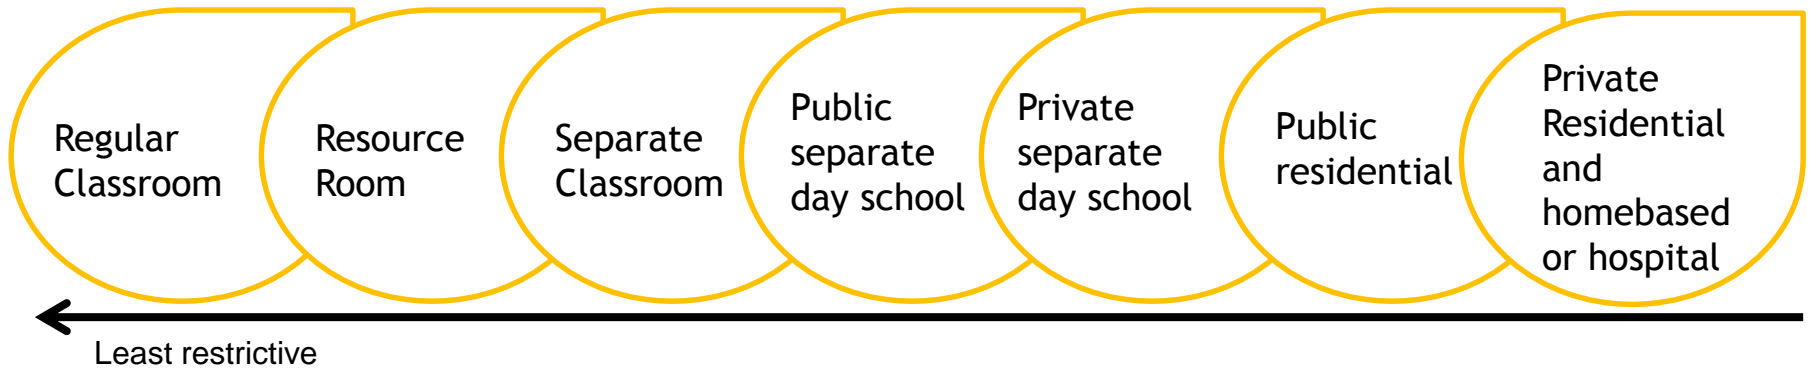 Regular
Classroom
Resource
Room
Separate
Classroom
Public
separate
day school
Private
separate
day school
Public
residential
Private
Residential
and
homebased
or hospital
Least restrictive